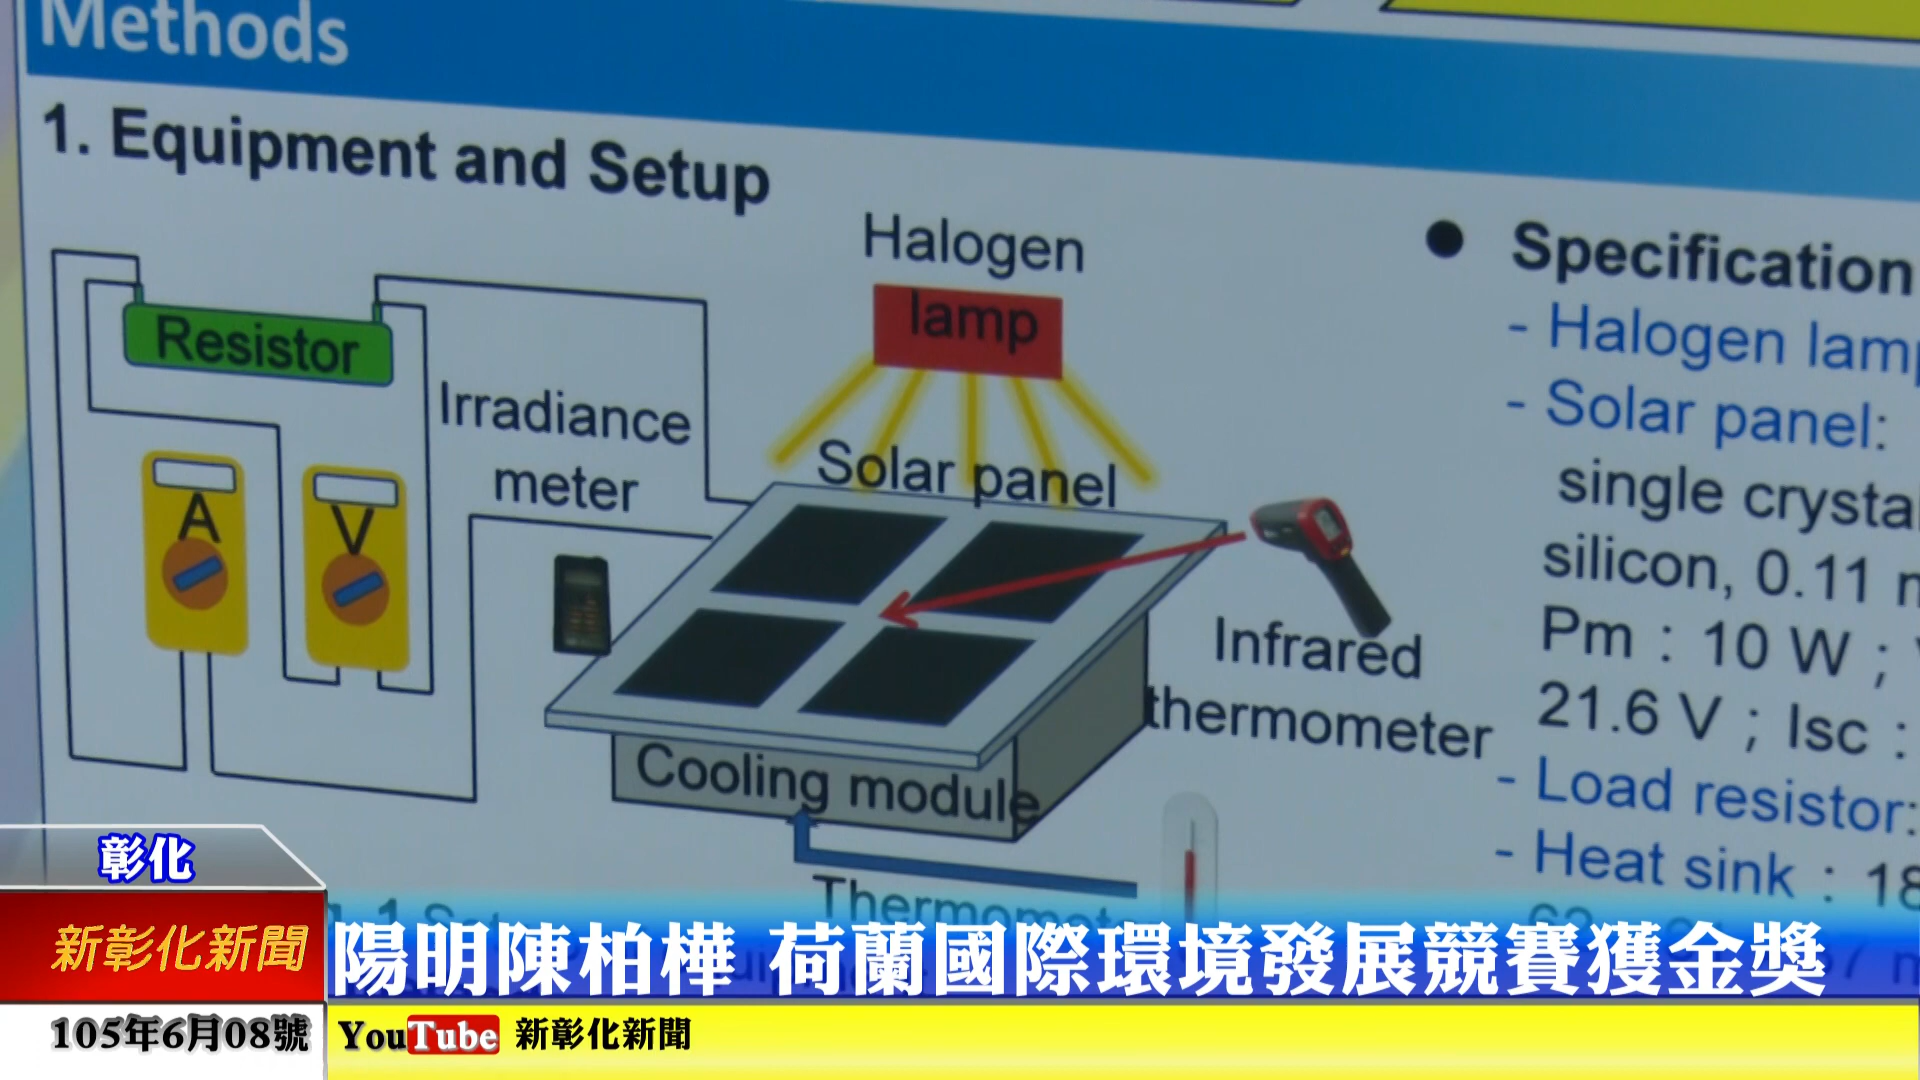 Methods
1. Equipment and Setup
Halogen
lamp
Resistor
Irradiance
meter
A
V
Solar panel
Infrared
thermometer
Cooling module
● Specification
- Halogen lamp
- Solar panel:
single crystal
silicon, 0.11
Pm : 10 W ;
21.6 V ; Isc :
- Load resistor:
- Heat sink : 18
彰化
新彰化新聞
陽明陳柏樺 荷蘭國際環境發展競賽獲金獎
105年6月08號
YouTube 新彰化新聞